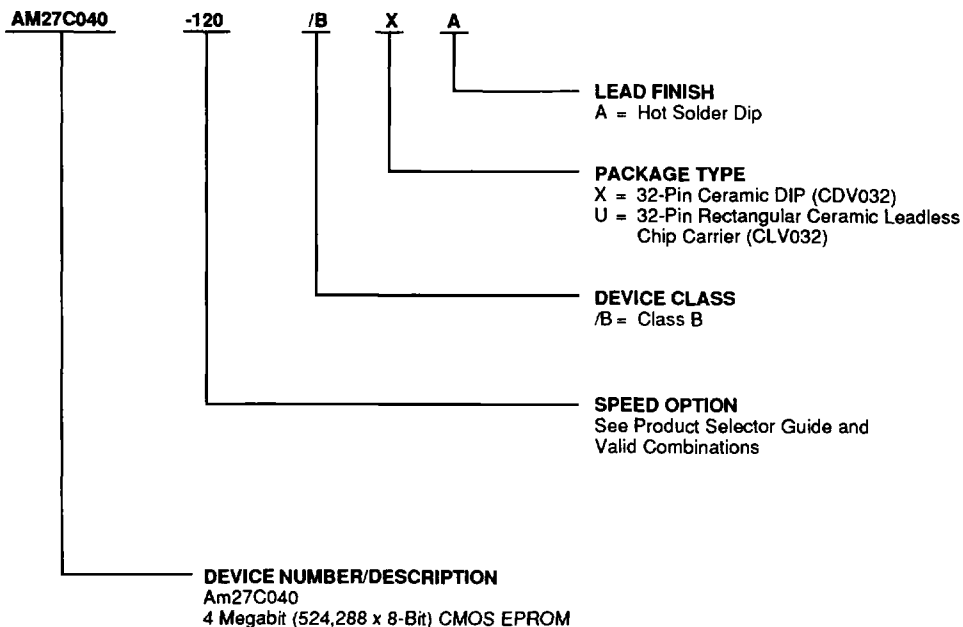 AM27C040 -120 /B X A
LEAD FINISH
A = Hot Solder Dip
PACKAGE TYPE
X = 32-Pin Ceramic DIP (CDV032)
U = 32-Pin Rectangular Ceramic Leadless
Chip Carrier (CLV032)
DEVICE CLASS
/B = Class B
SPEED OPTION
See Product Selector Guide and
Valid Combinations
DEVICE NUMBER/DESCRIPTION
Am27C040
4 Megabit (524,288 x 8-Bit) CMOS EPROM